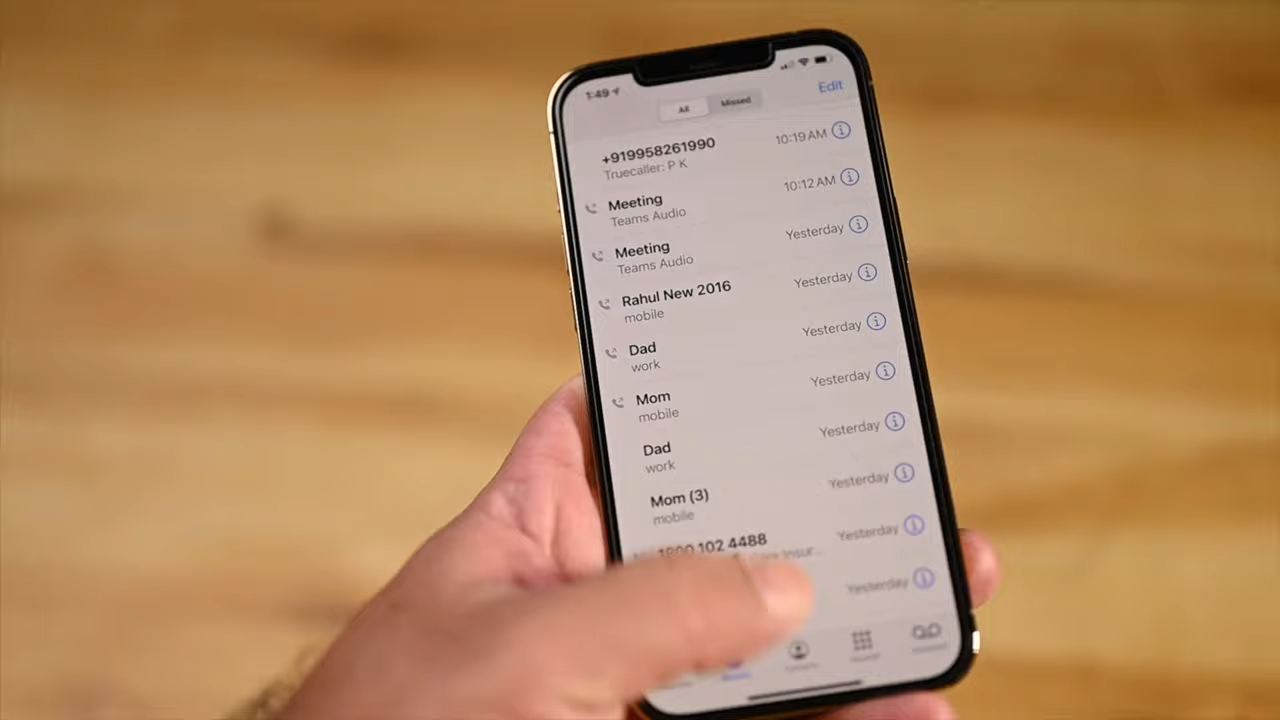 1:49
Edit
All Missed
+919958261990
Truecaller: P K
10:19 AM
Meeting
Teams Audio
10:12 AM
Meeting
Teams Audio
Yesterday
Rahul New 2016
mobile
Yesterday
Dad
work
Yesterday
Mom
mobile
Yesterday
Dad
work
Yesterday
Mom (3)
mobile
Yesterday
1800 102 4488
Care Insur...
Yesterday
Yesterday